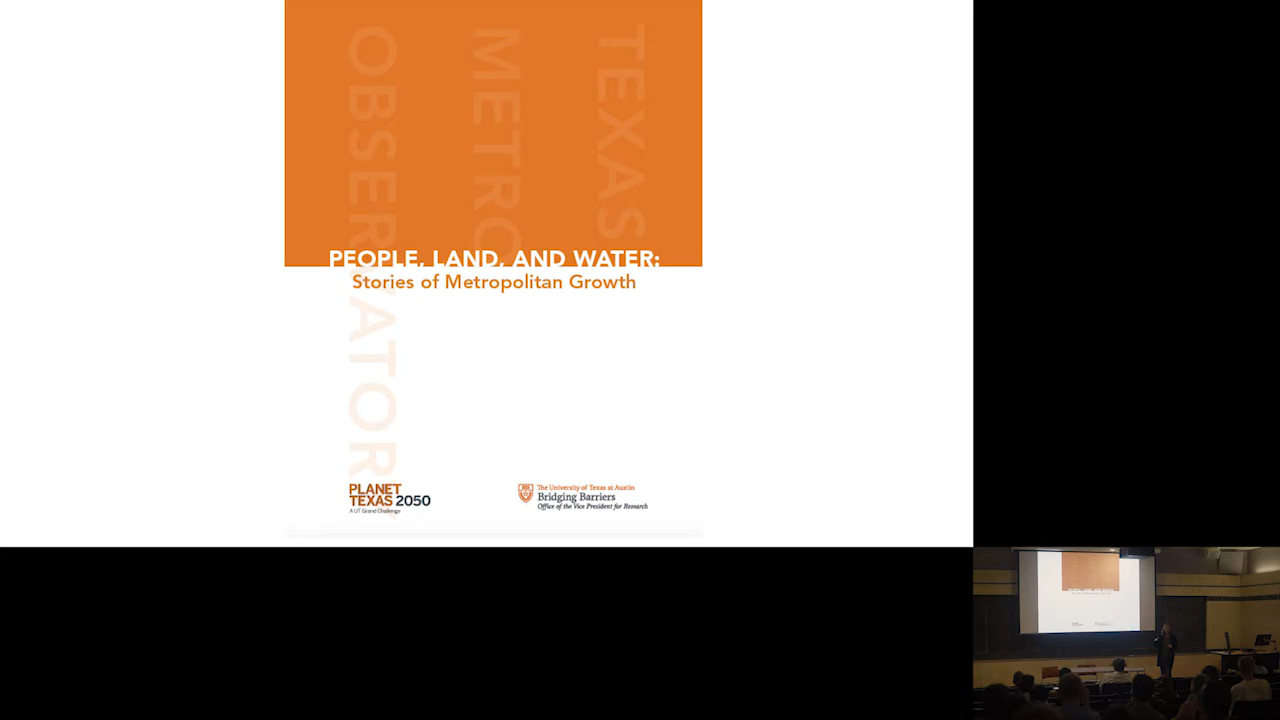 TEXAS
METRO
OBSERVATOR
PEOPLE, LAND, AND WATER:
Stories of Metropolitan Growth
PLANET
TEXAS 2050
A UT Grand Challenge
The University of Texas at Austin
Bridging Barriers
Office of the Vice President for Research